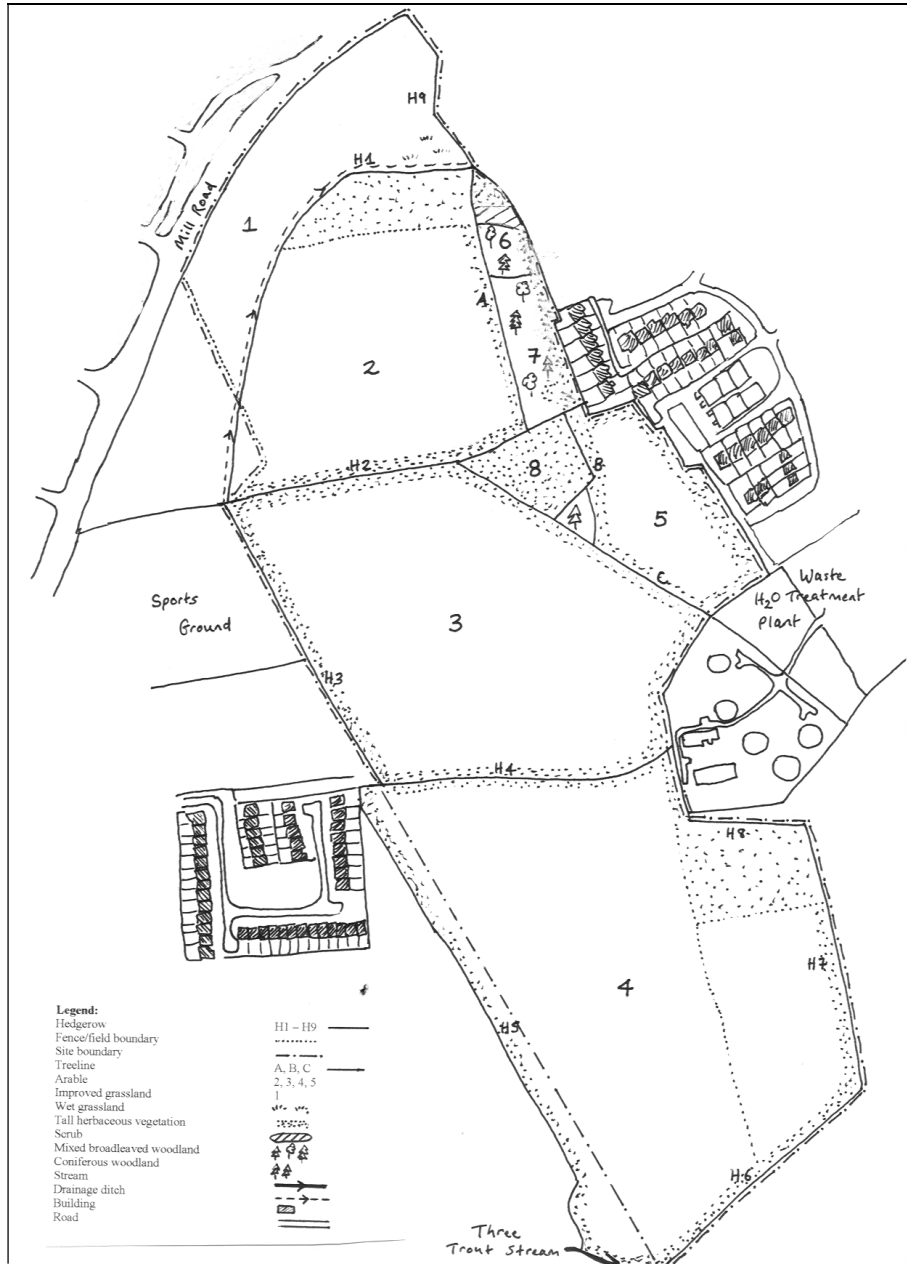 H9
H1
Mill Road
1
6
A
7
2
H2
8
B
5
C
Waste
H2O Treatment
Plant
Sports
Ground
3
H3
H4
H8
4
H7
H5
H6
Three
Trout Stream
Legend:
Hedgerow H1 – H9
Fence/field boundary
Site boundary
Treeline A, B, C
Arable 2, 3, 4, 5
Improved grassland 1
Wet grassland
Tall herbaceous vegetation
Scrub
Mixed broadleaved woodland
Coniferous woodland
Stream
Drainage ditch
Building
Road